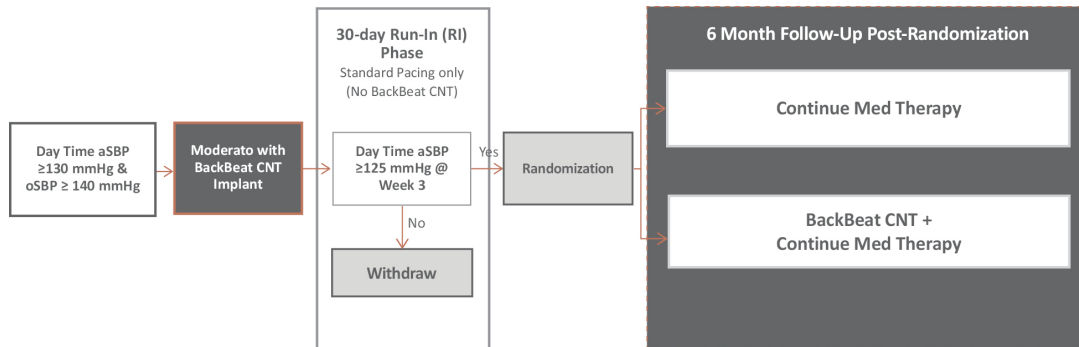 Day Time aSBP
≥130 mmHg &
oSBP ≥ 140 mmHg
Moderato with
BackBeat CNT
Implant
30-day Run-In (RI)
Phase
Standard Pacing only
(No BackBeat CNT)
Day Time aSBP
≥125 mmHg @
Week 3
Yes
No
Withdraw
Randomization
6 Month Follow-Up Post-Randomization
Continue Med Therapy
BackBeat CNT +
Continue Med Therapy